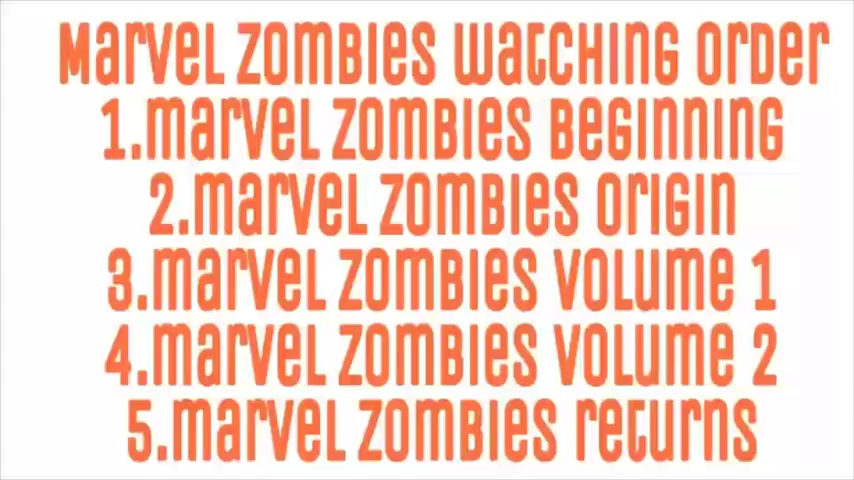 Marvel Zombies Watching Order
1.Marvel Zombies Beginning
2.Marvel Zombies Origin
3.Marvel Zombies Volume 1
4.Marvel Zombies Volume 2
5.Marvel Zombies Returns